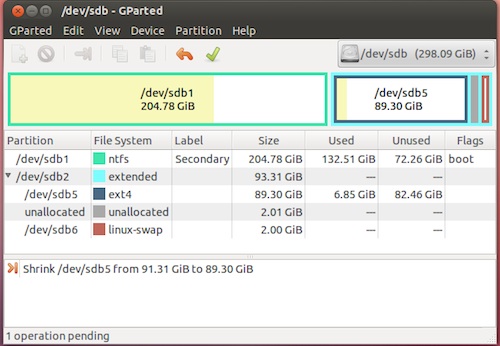 /dev/sdb - GParted
GParted Edit View Device Partition Help
/dev/sdb (298.09 GiB)
/dev/sdb1
204.78 GiB
/dev/sdb5
89.30 GiB
Partition File System Label Size Used Unused Flags
/dev/sdb1 ntfs Secondary 204.78 GiB 132.51 GiB 72.26 GiB boot
/dev/sdb2 extended 93.31 GiB --- ---
/dev/sdb5 ext4 89.30 GiB 6.85 GiB 82.46 GiB
unallocated unallocated 2.01 GiB --- ---
/dev/sdb6 linux-swap 2.00 GiB --- ---
Shrink /dev/sdb5 from 91.31 GiB to 89.30 GiB
1 operation pending